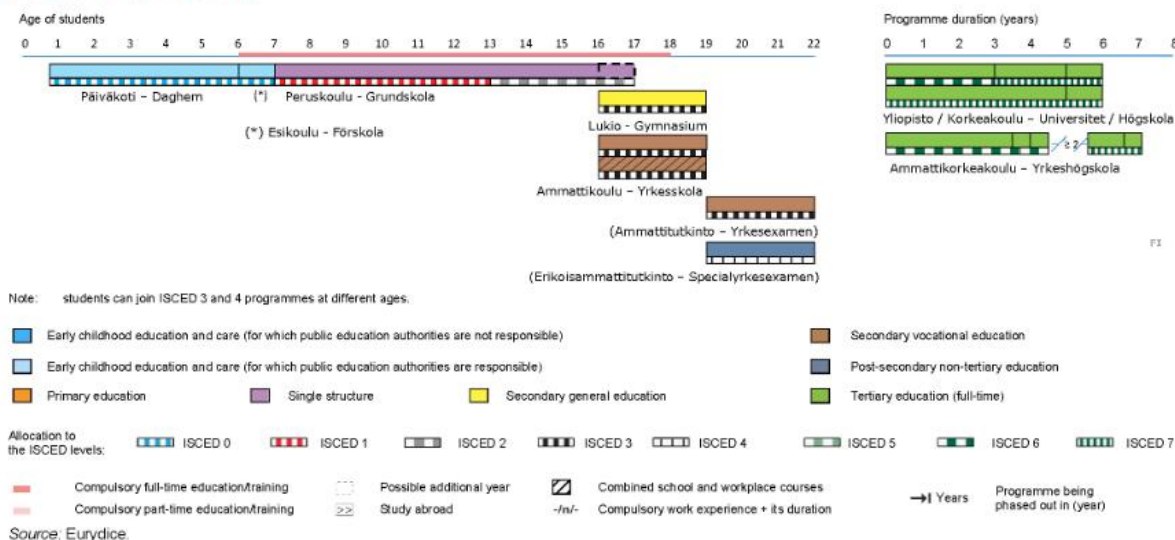 Age of students
Programme duration (years)
0 1 2 3 4 5 6 7 8 9 10 11 12 13 14 15 16 17 18 19 20 21 22
0 1 2 3 4 5 6 7 8
Päiväkoti – Daghem
(*)
Peruskoulu - Grundskola
(*) Esikoulu - Förskola
Lukio - Gymnasium
Yliopisto / Korkeakoulu – Universitet / Högskola
≥ 2
Ammattikorkeakoulu – Yrkeshögskola
Ammattikoulu – Yrkesskola
(Ammattitutkinto – Yrkesexamen)
FI
(Erikoisammattitutkinto – Specialyrkesexamen)
Note: students can join ISCED 3 and 4 programmes at different ages.
Early childhood education and care (for which public education authorities are not responsible)
Secondary vocational education
Early childhood education and care (for which public education authorities are responsible)
Post-secondary non-tertiary education
Primary education
Single structure
Secondary general education
Tertiary education (full-time)
Allocation to
the ISCED levels:
ISCED 0
ISCED 1
ISCED 2
ISCED 3
ISCED 4
ISCED 5
ISCED 6
ISCED 7
Compulsory full-time education/training
Possible additional year
Combined school and workplace courses
Years
Programme being
phased out in (year)
Compulsory part-time education/training
>>
Study abroad
-/n/-
Compulsory work experience + its duration
Source: Eurydice.